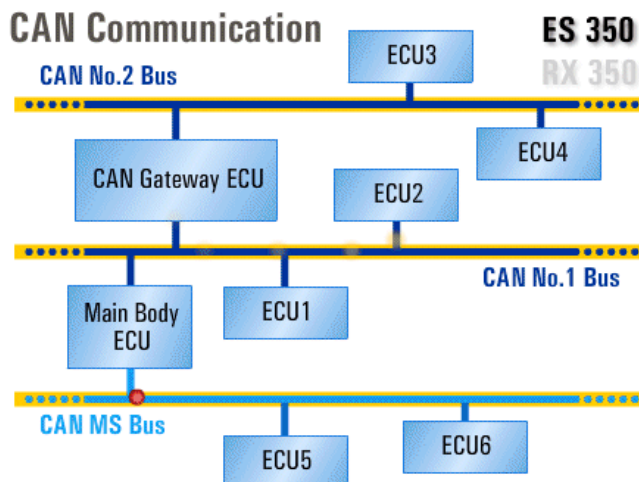 CAN Communication
ES 350
RX 350
CAN No.2 Bus
ECU3
ECU4
CAN Gateway ECU
ECU2
CAN No.1 Bus
Main Body
ECU
ECU1
CAN MS Bus
ECU5
ECU6